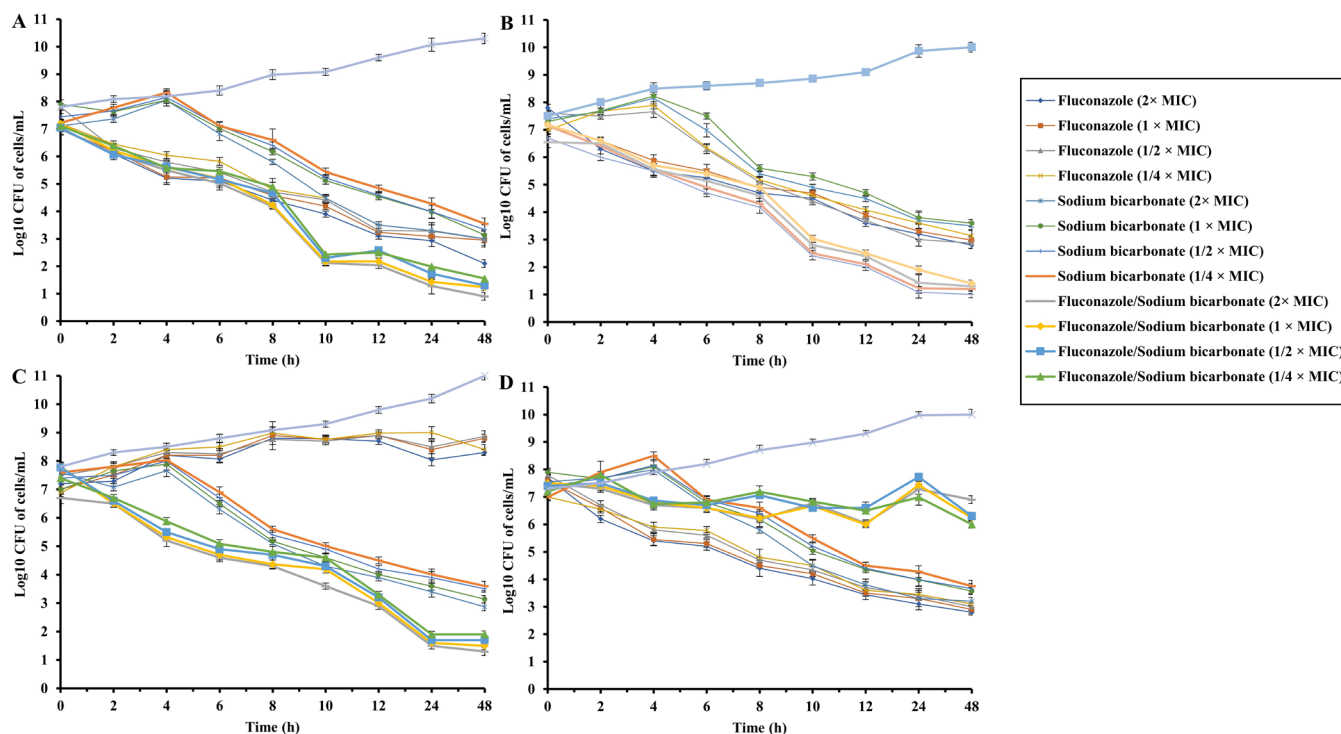 A
11
10
9
8
7
6
5
4
3
2
1
0
Log10 CFU of cells/mL
0 2 4 6 8 10 12 24 48
Time (h)
B
11
10
9
8
7
6
5
4
3
2
1
0
Log10 CFU of cells/mL
0 2 4 6 8 10 12 24 48
Time (h)
C
11
10
9
8
7
6
5
4
3
2
1
0
Log10 CFU of cells/mL
0 2 4 6 8 10 12 24 48
Time (h)
D
11
10
9
8
7
6
5
4
3
2
1
0
Log10 CFU of cells/mL
0 2 4 6 8 10 12 24 48
Time (h)
Fluconazole (2× MIC)
Fluconazole (1 × MIC)
Fluconazole (1/2 × MIC)
Fluconazole (1/4 × MIC)
Sodium bicarbonate (2× MIC)
Sodium bicarbonate (1 × MIC)
Sodium bicarbonate (1/2 × MIC)
Sodium bicarbonate (1/4 × MIC)
Fluconazole/Sodium bicarbonate (2× MIC)
Fluconazole/Sodium bicarbonate (1 × MIC)
Fluconazole/Sodium bicarbonate (1/2 × MIC)
Fluconazole/Sodium bicarbonate (1/4 × MIC)